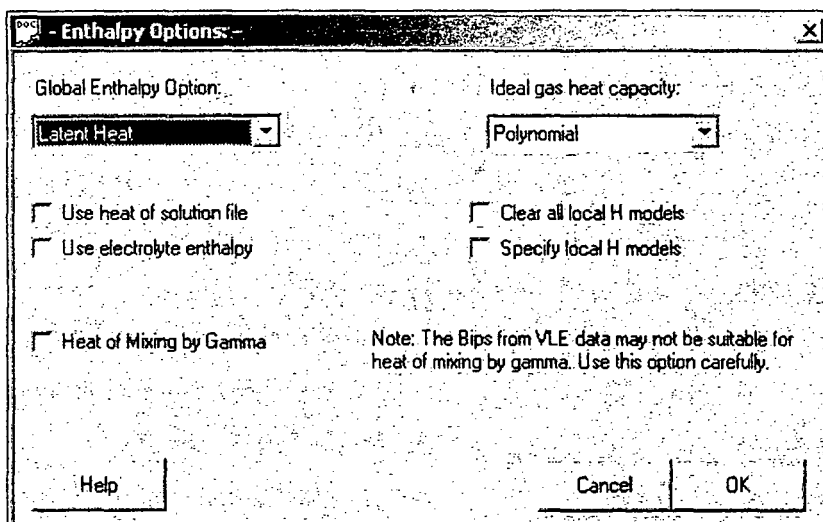 DOC - Enthalpy Options: -
Global Enthalpy Option:
Ideal gas heat capacity:
Latent Heat
Polynomial
Use heat of solution file
Clear all local H models
Use electrolyte enthalpy
Specify local H models
Heat of Mixing by Gamma
Note: The Bips from VLE data may not be suitable for
heat of mixing by gamma. Use this option carefully.
Help
Cancel
OK